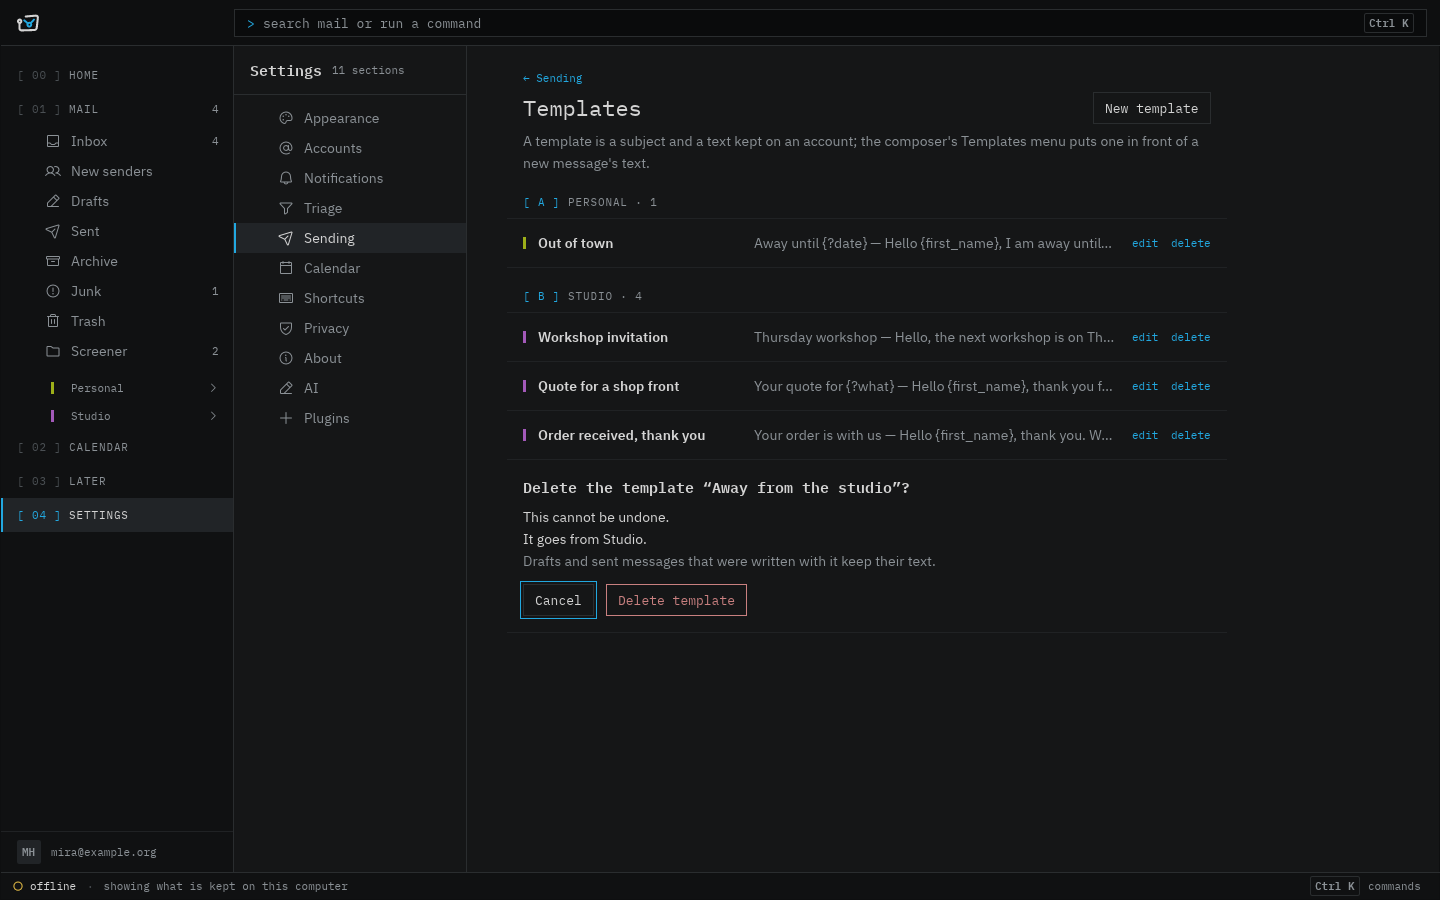 > search mail or run a command
Ctrl K
[ 00 ] HOME
[ 01 ] MAIL 4
Inbox 4
New senders
Drafts
Sent
Archive
Junk 1
Trash
Screener 2
Personal
Studio
[ 02 ] CALENDAR
[ 03 ] LATER
[ 04 ] SETTINGS
MH mira@example.org
Settings 11 sections
Appearance
Accounts
Notifications
Triage
Sending
Calendar
Shortcuts
Privacy
About
AI
Plugins
← Sending
Templates
New template
A template is a subject and a text kept on an account; the composer's Templates menu puts one in front of a
new message's text.
[ A ] PERSONAL · 1
Out of town Away until {?date} — Hello {first_name}, I am away until... edit delete
[ B ] STUDIO · 4
Workshop invitation Thursday workshop — Hello, the next workshop is on Th... edit delete
Quote for a shop front Your quote for {?what} — Hello {first_name}, thank you f... edit delete
Order received, thank you Your order is with us — Hello {first_name}, thank you. W... edit delete
Delete the template “Away from the studio”?
This cannot be undone.
It goes from Studio.
Drafts and sent messages that were written with it keep their text.
Cancel Delete template
offline · showing what is kept on this computer
Ctrl K commands